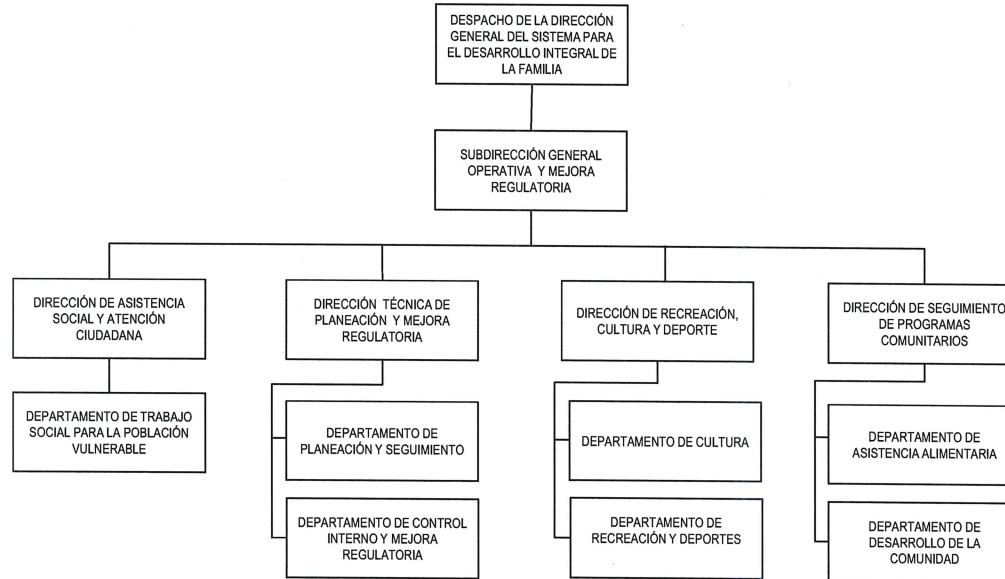 DESPACHO DE LA DIRECCIÓN
GENERAL DEL SISTEMA PARA
EL DESARROLLO INTEGRAL DE
LA FAMILIA
SUBDIRECCIÓN GENERAL
OPERATIVA Y MEJORA
REGULATORIA
DIRECCIÓN DE ASISTENCIA
SOCIAL Y ATENCIÓN
CIUDADANA
DIRECCIÓN TÉCNICA DE
PLANEACIÓN Y MEJORA
REGULATORIA
DIRECCIÓN DE RECREACIÓN,
CULTURA Y DEPORTE
DIRECCIÓN DE SEGUIMIENTO
DE PROGRAMAS
COMUNITARIOS
DEPARTAMENTO DE TRABAJO
SOCIAL PARA LA POBLACIÓN
VULNERABLE
DEPARTAMENTO DE
PLANEACIÓN Y SEGUIMIENTO
DEPARTAMENTO DE CULTURA
DEPARTAMENTO DE
ASISTENCIA ALIMENTARIA
DEPARTAMENTO DE CONTROL
INTERNO Y MEJORA
REGULATORIA
DEPARTAMENTO DE
RECREACIÓN Y DEPORTES
DEPARTAMENTO DE
DESARROLLO DE LA
COMUNIDAD